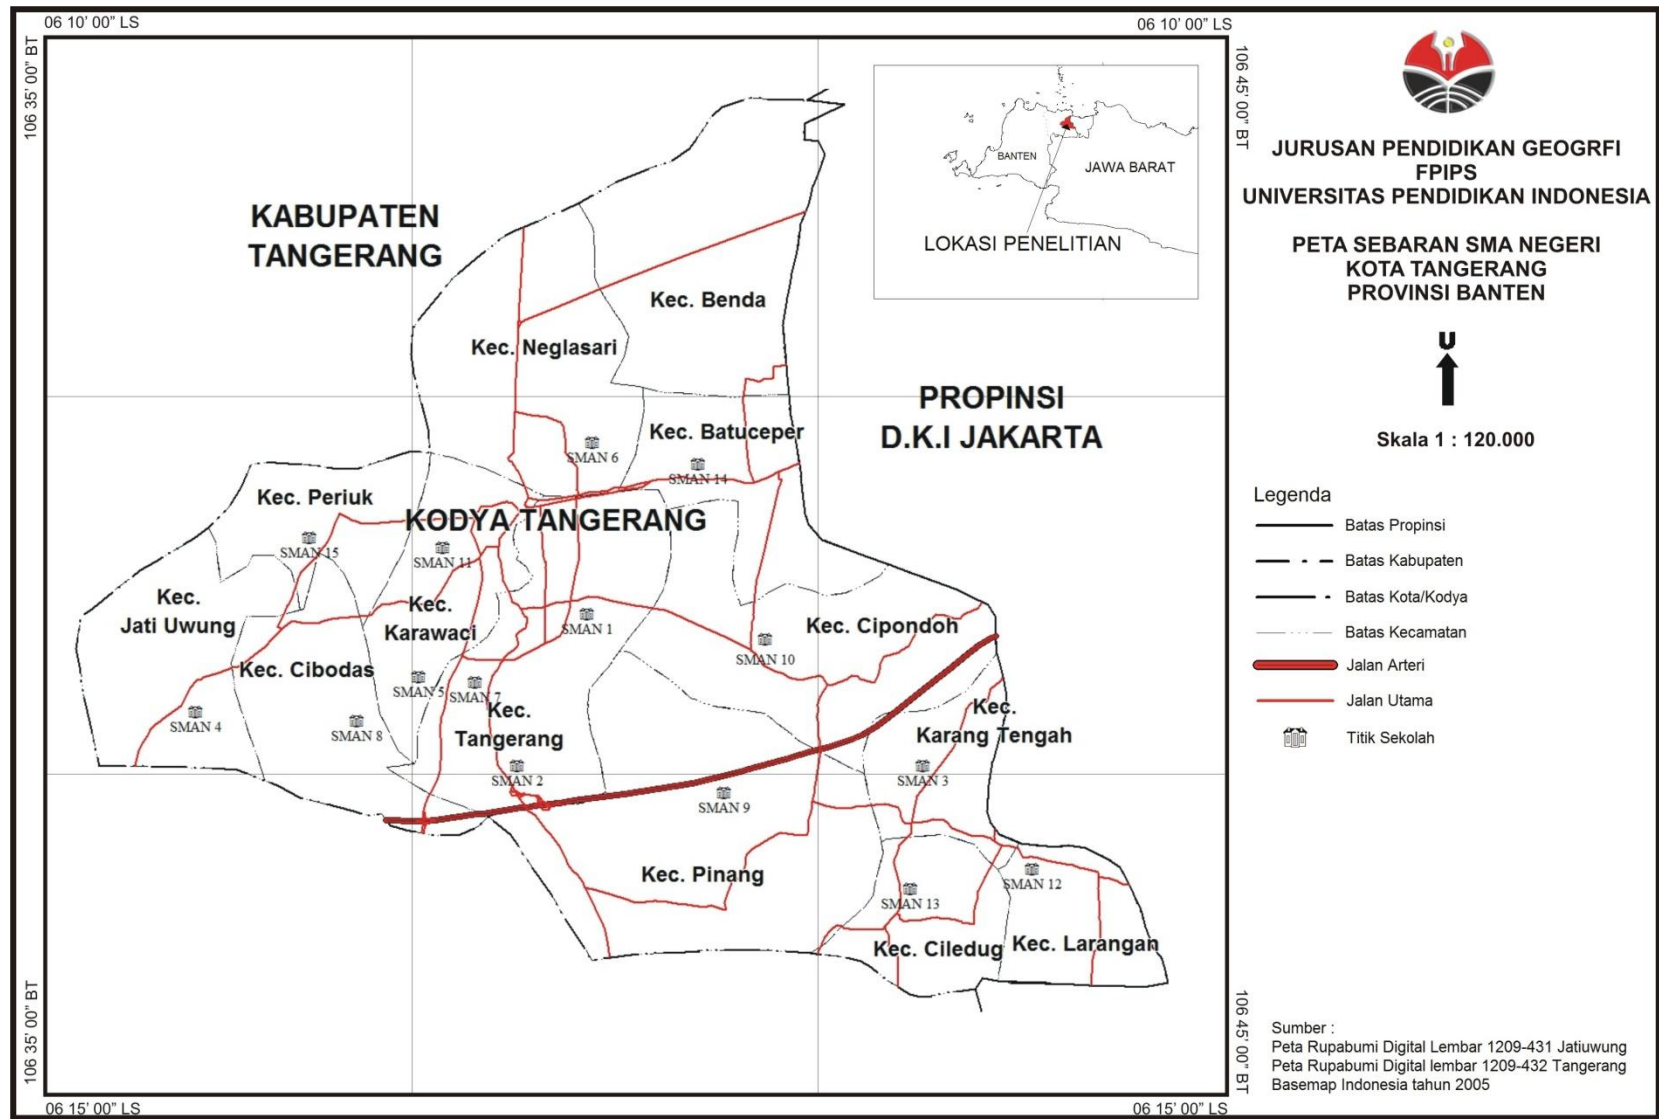 06 10' 00" LS
06 10' 00" LS
106 35' 00" BT
106 45' 00" BT
KABUPATEN
TANGERANG
BANTEN
JAWA BARAT
LOKASI PENELITIAN
Kec. Benda
Kec. Neglasari
PROPINSI
D.K.I JAKARTA
Kec. Batuceper
SMAN 6
SMAN 14
Kec. Periuk
KODYA TANGERANG
SMAN 15
SMAN 11
Kec.
Jati Uwung
Kec.
Karawaci
SMAN 1
Kec. Cipondoh
SMAN 10
Kec. Cibodas
SMAN 5
SMAN 7
SMAN 4
SMAN 8
Kec.
Tangerang
Kec.
Karang Tengah
SMAN 2
SMAN 3
SMAN 9
Kec. Pinang
SMAN 12
SMAN 13
Kec. Ciledug
Kec. Larangan
106 35' 00" BT
106 45' 00" BT
06 15' 00" LS
06 15' 00" LS
JURUSAN PENDIDIKAN GEOGRFI
FPIPS
UNIVERSITAS PENDIDIKAN INDONESIA
PETA SEBARAN SMA NEGERI
KOTA TANGERANG
PROVINSI BANTEN
U
Skala 1 : 120.000
Legenda
Batas Propinsi
Batas Kabupaten
Batas Kota/Kodya
Batas Kecamatan
Jalan Arteri
Jalan Utama
Titik Sekolah
Sumber :
Peta Rupabumi Digital Lembar 1209-431 Jatiuwung
Peta Rupabumi Digital lembar 1209-432 Tangerang
Basemap Indonesia tahun 2005